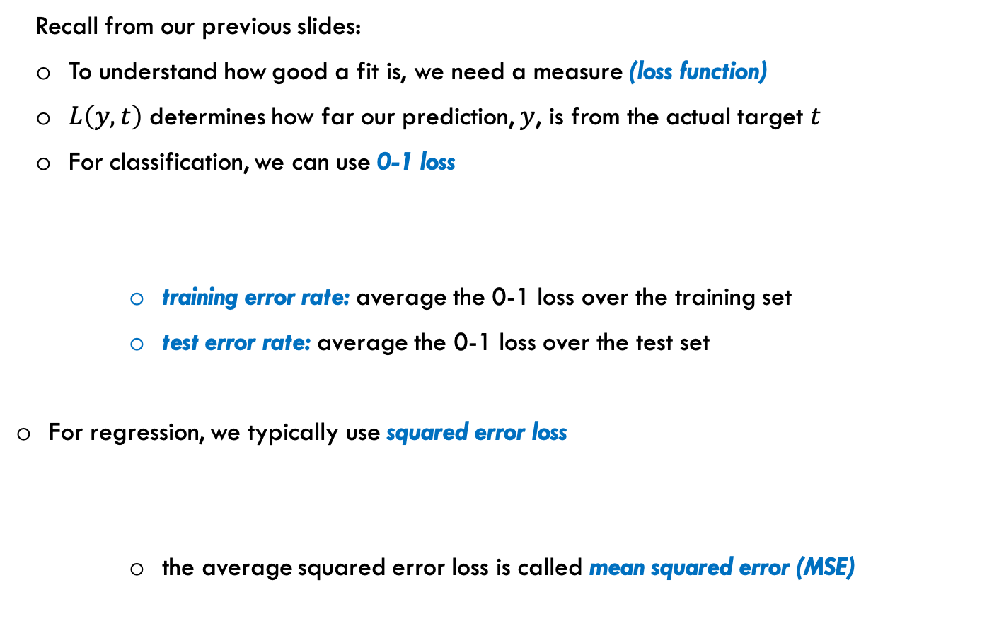 Recall from our previous slides:
○ To understand how good a fit is, we need a measure (loss function)
○ L(y, t) determines how far our prediction, y, is from the actual target t
○ For classification, we can use 0-1 loss
○ training error rate: average the 0-1 loss over the training set
○ test error rate: average the 0-1 loss over the test set
○ For regression, we typically use squared error loss
○ the average squared error loss is called mean squared error (MSE)